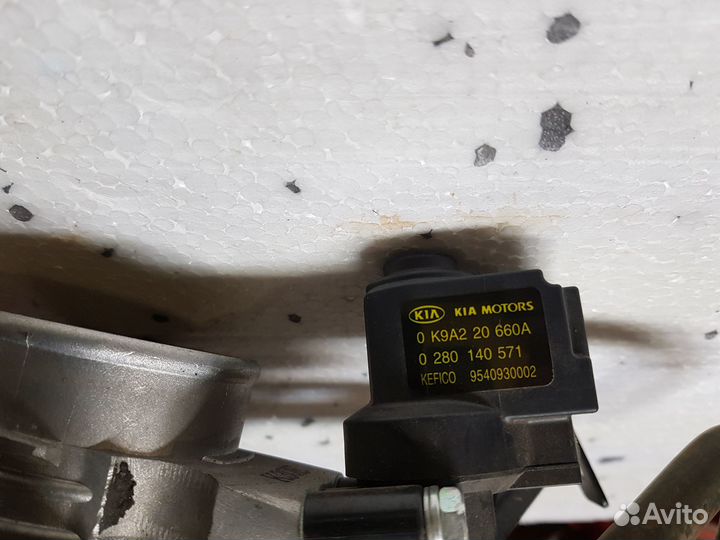 KIA KIA MOTORS
0 K9A2 20 660A
0 280 140 571
KEFICO 9540930002
Avito